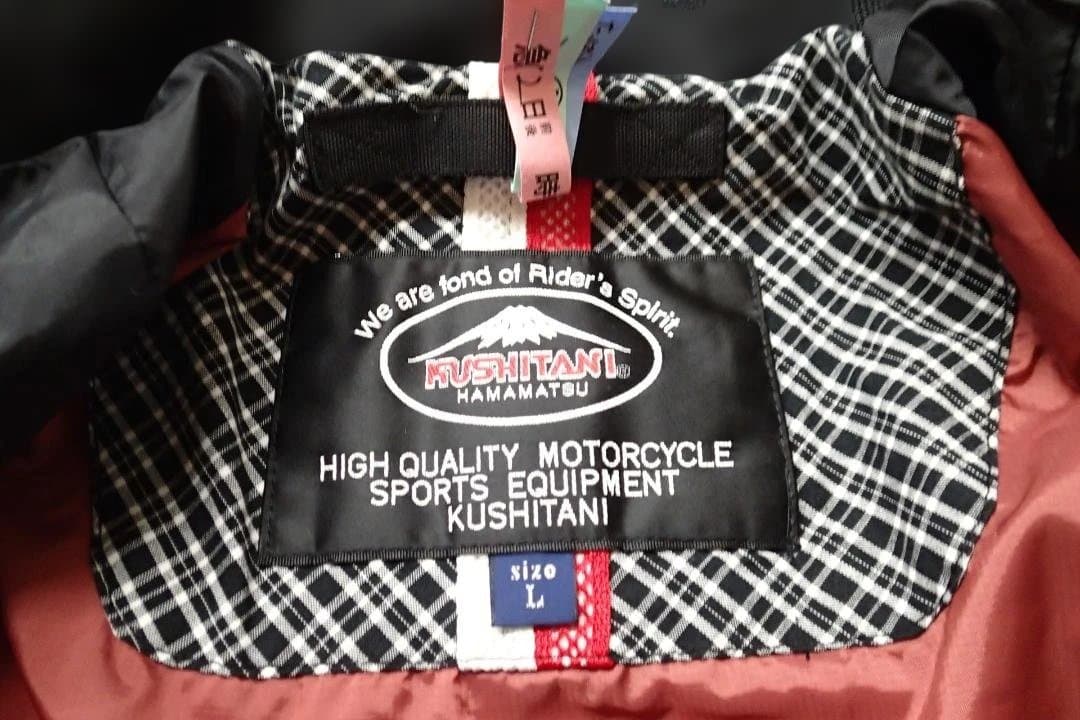 We are fond of Rider's Spirit.
KUSHITANI®
HAMAMATSU
HIGH QUALITY MOTORCYCLE
SPORTS EQUIPMENT
KUSHITANI
size
L